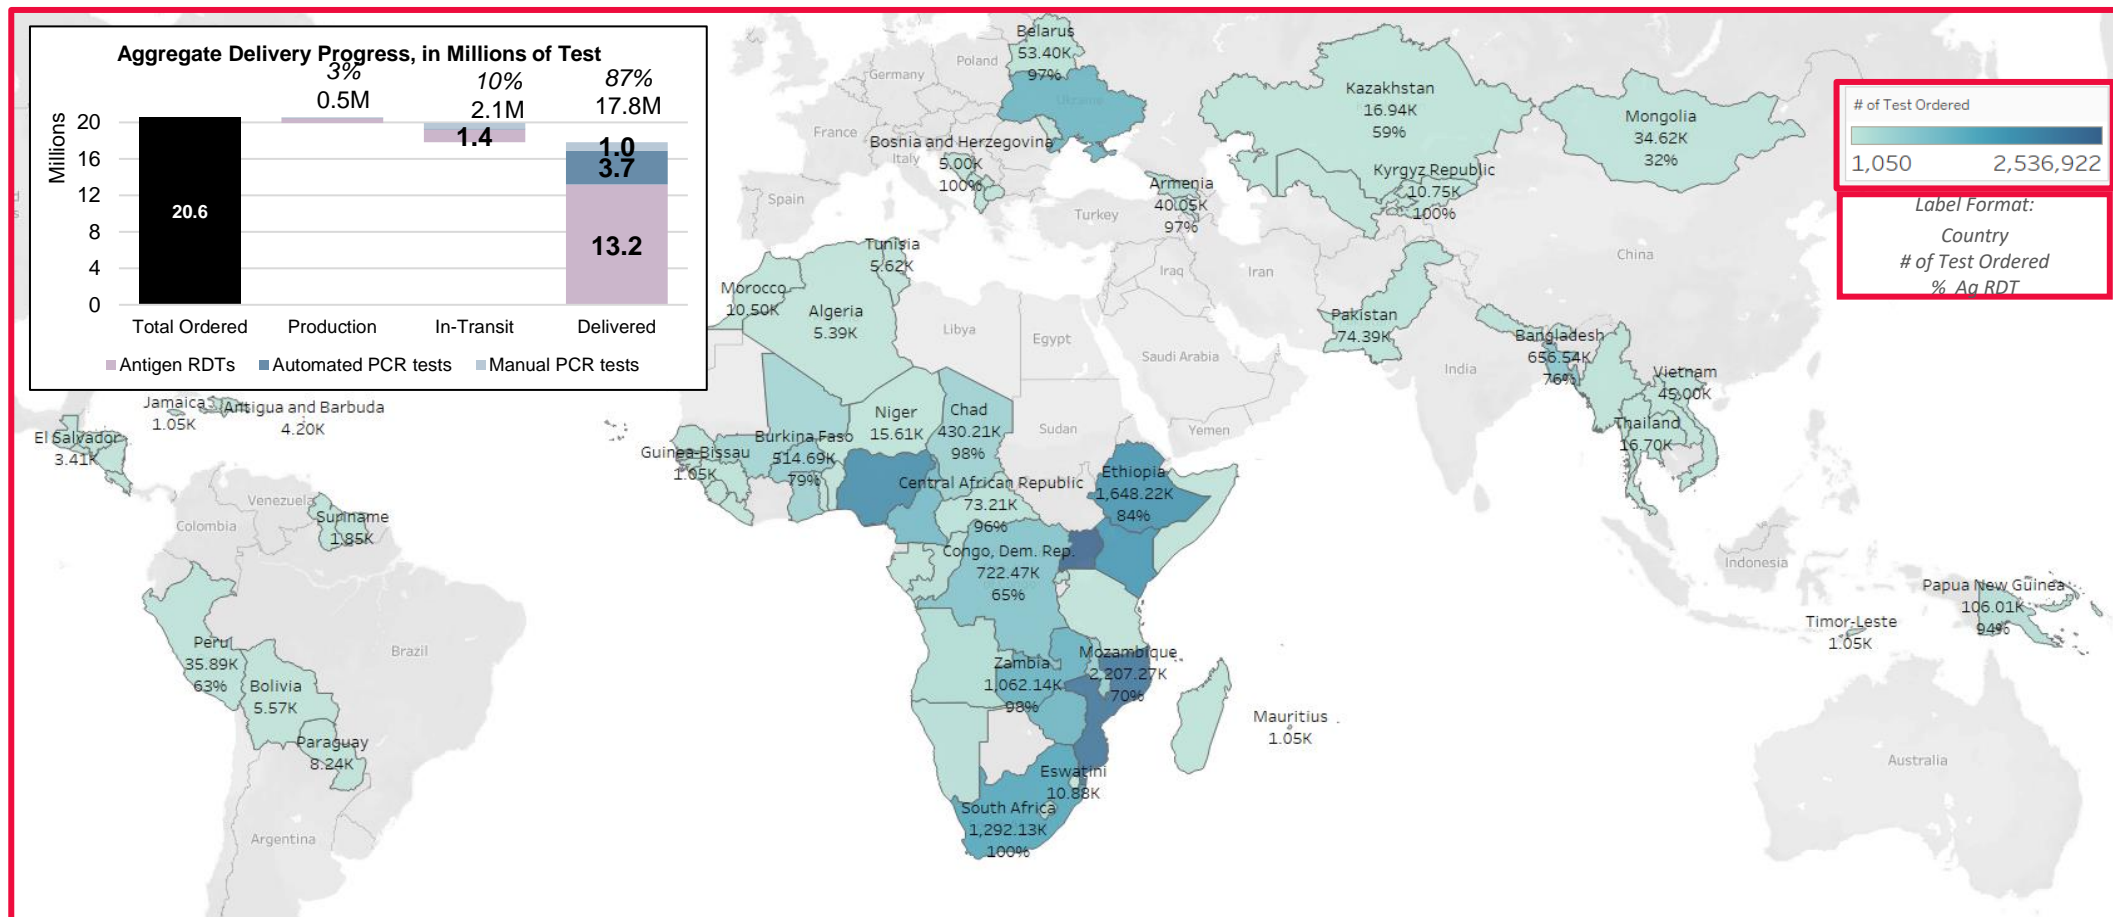 Aggregate Delivery Progress, in Millions of Test
3%
0.5M
10%
2.1M
87%
17.8M
Millions
20
16
12
8
4
0
20.6
1.4
1.0
3.7
13.2
Total Ordered
Production
In-Transit
Delivered
Antigen RDTs
Automated PCR tests
Manual PCR tests
# of Test Ordered
1,050
2,536,922
Label Format:
Country
# of Test Ordered
% Ag RDT
Belarus
53.40K
97%
Poland
Germany
Ukraine
France
Italy
Spain
Turkey
Bosnia and Herzegovina
5.00K
100%
Armenia
40.05K
97%
Kazakhstan
16.94K
59%
Mongolia
34.62K
32%
Kyrgyz Republic
10.75K
100%
China
Iraq
Iran
Tunisia
5.62K
Morocco
10.50K
Algeria
5.39K
Libya
Egypt
Saudi Arabia
Pakistan
74.39K
India
Bangladesh
656.54K
76%
Vietnam
45.00K
Thailand
16.70K
Jamaica
1.05K
Antigua and Barbuda
4.20K
El Salvador
3.41K
Niger
15.61K
Chad
430.21K
98%
Sudan
Yemen
Burkina Faso
514.69K
79%
Guinea-Bissau
1.05K
Central African Republic
73.21K
96%
Ethiopia
1,648.22K
84%
Venezuela
Colombia
Suriname
1.85K
Congo, Dem. Rep.
722.47K
65%
Indonesia
Papua New Guinea
106.01K
94%
Timor-Leste
1.05K
Peru
35.89K
63%
Brazil
Bolivia
5.57K
Paraguay
8.24K
Argentina
Zambia
1,062.14K
98%
Mozambique
2,207.27K
70%
Mauritius
1.05K
Eswatini
10.88K
South Africa
1,292.13K
100%
Australia